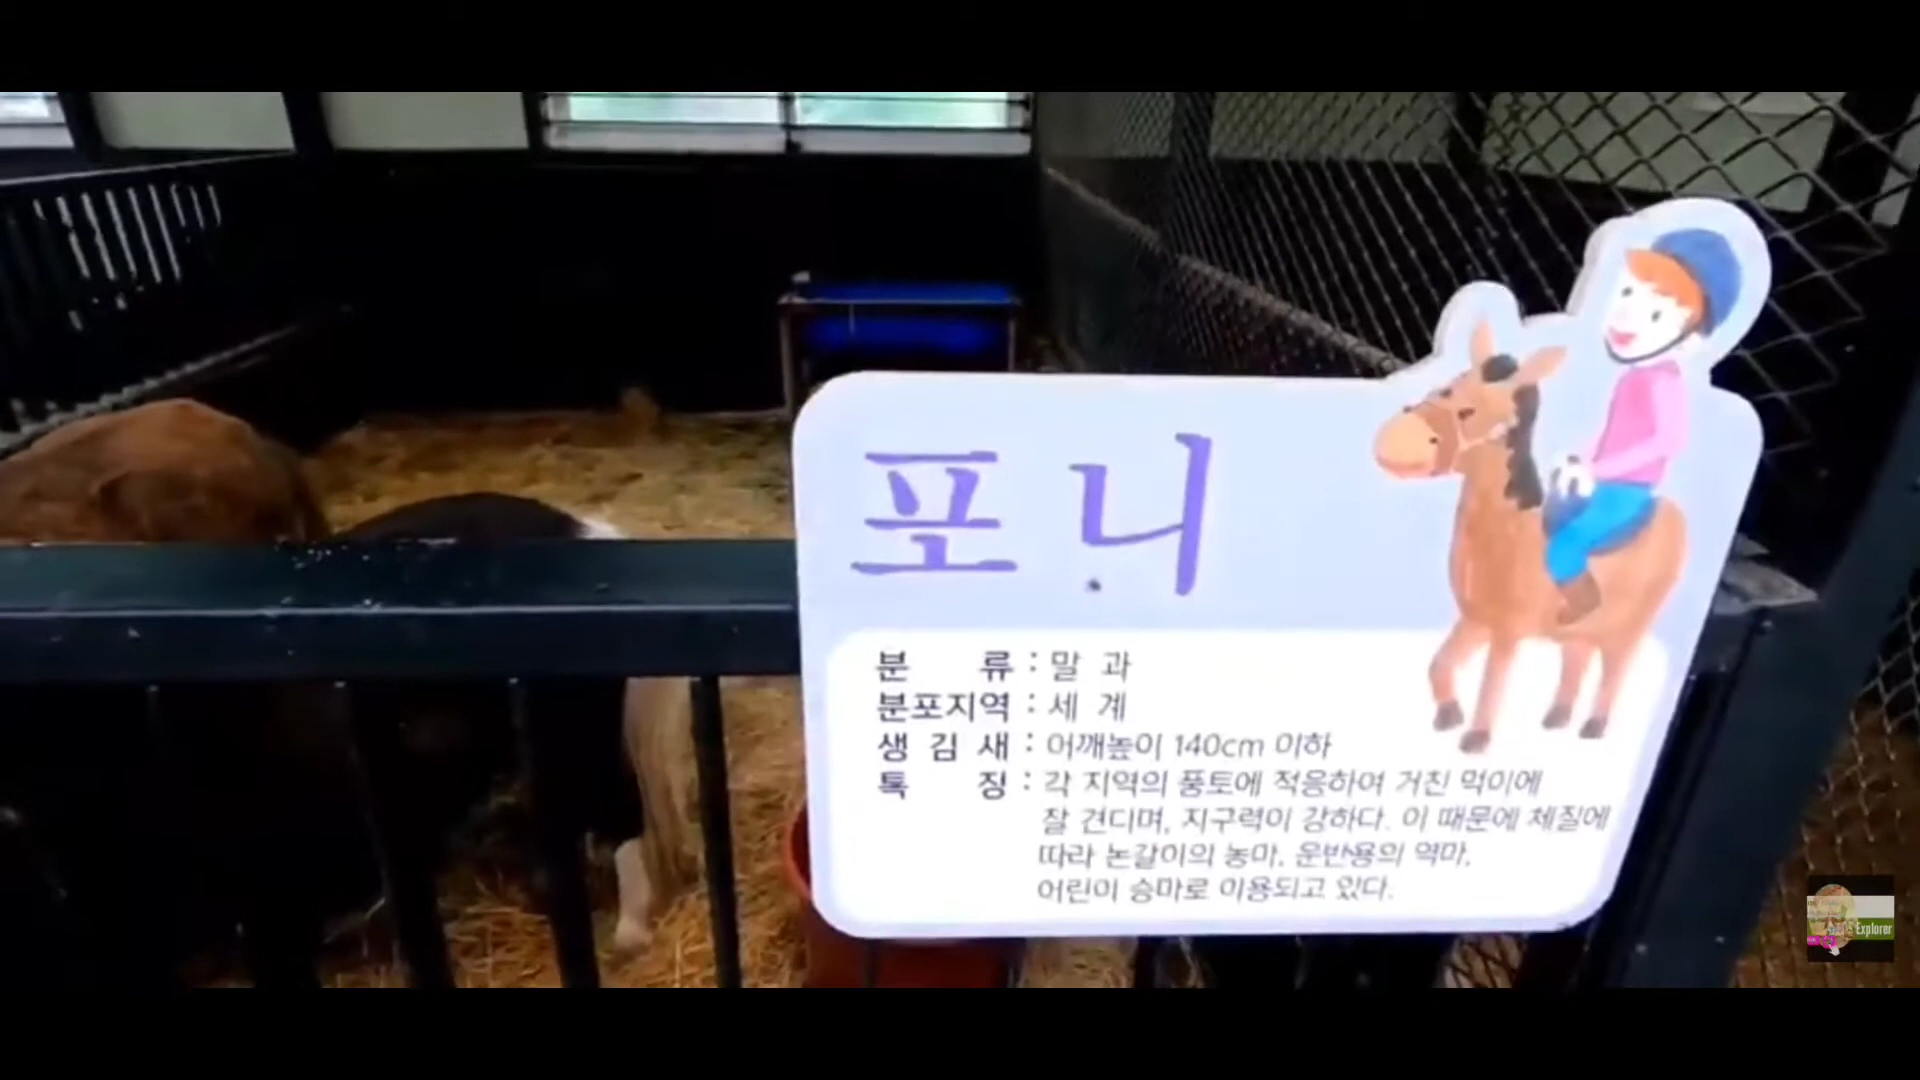 포니
분 류 : 말 과
분포지역 : 세 계
생 김 새 : 어깨높이 140cm 이하
특 징 : 각 지역의 풍토에 적응하여 거친 먹이에
잘 견디며, 지구력이 강하다. 이 때문에 체질에
따라 논갈이의 농마, 운반용의 역마,
어린이 승마로 이용되고 있다.
Explorer